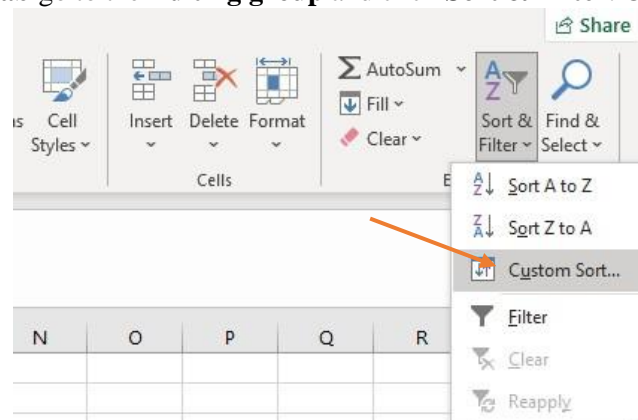 Share
AutoSum
Fill
Clear
Cell
Styles
Insert
Delete
Format
Sort &
Filter
Find &
Select
Cells
Sort A to Z
Sort Z to A
Custom Sort...
Filter
Clear
Reapply
N O P Q R